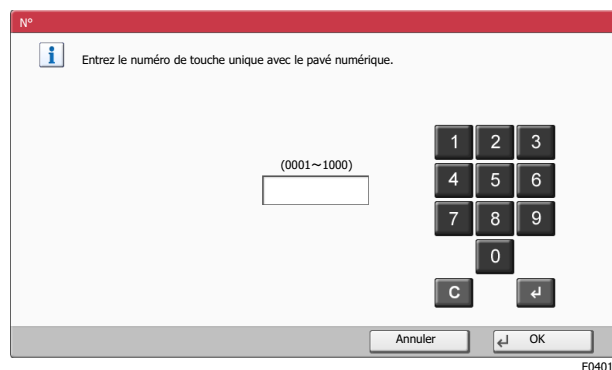 N°
Entrez le numéro de touche unique avec le pavé numérique.
(0001～1000)
1 2 3
4 5 6
7 8 9
0
C ↵
Annuler ↵ OK
F0401